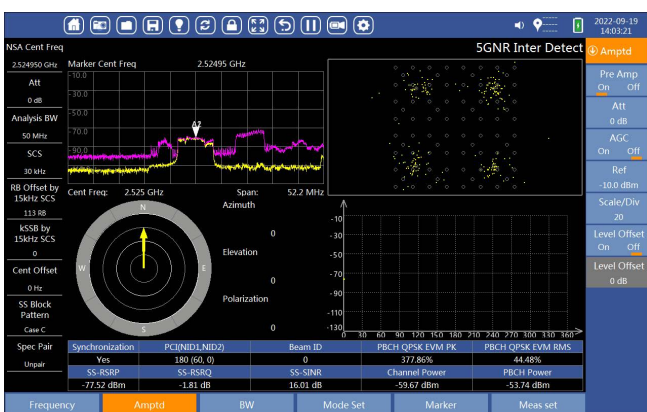 2022-09-19
14:03:21
NSA Cent Freq
2.524950 GHz
Att
0 dB
Analysis BW
50 MHz
SCS
30 kHz
RB Offset by
15kHz SCS
113 RB
kSSB by
15kHz SCS
0
Cent Offset
0 Hz
SS Block
Pattern
Case C
Spec Pair
Unpair
5GNR Inter Detect
Marker Cent Freq 2.52495 GHz
-10.0
-30.0
-50.0
-70.0
-90.0
Cent Freq: 2.525 GHz Span: 52.2 MHz
N
W
E
S
Azimuth
0
Elevation
0
Polarization
0
-10
-30
-50
-70
-90
-110
-130
0 30 60 90 120 150 180 210 240 270 300 330 360
Synchronization PCI(NID1,NID2) Beam ID PBCH QPSK EVM PK PBCH QPSK EVM RMS
Yes 180 (60, 0) 0 377.86% 44.48%
SS-RSRP SS-RSRQ SS-SINR Channel Power PBCH Power
-77.52 dBm -1.81 dB 16.01 dB -59.67 dBm -53.74 dBm
Amptd
Pre Amp
On Off
Att
0 dB
AGC
On Off
Ref
-10.0 dBm
Scale/Div
20
Level Offset
On Off
Level Offset
0 dB
Frequency Amptd BW Mode Set Marker Meas set